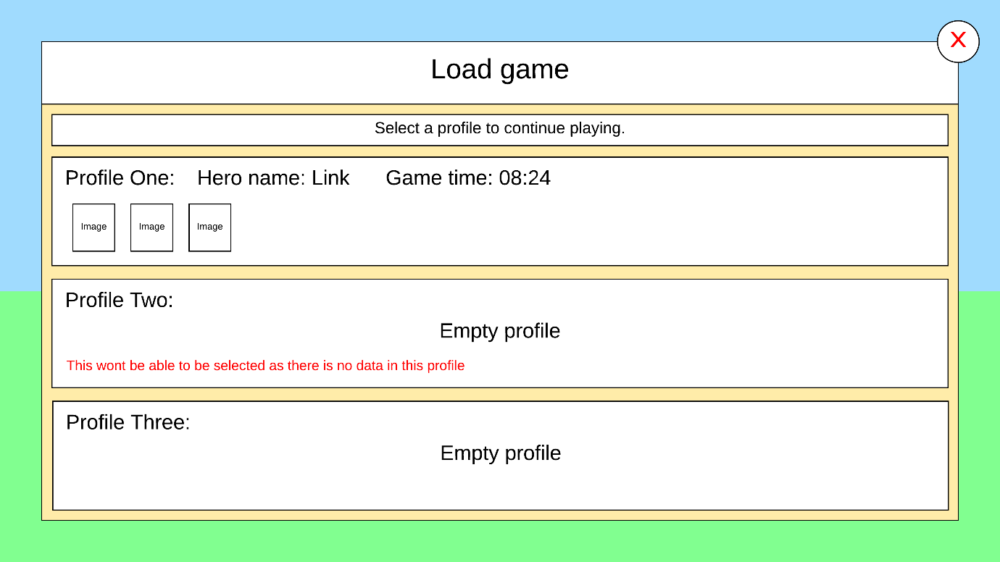 X
Load game
Select a profile to continue playing.
Profile One: Hero name: Link Game time: 08:24
Image Image Image
Profile Two:
Empty profile
This wont be able to be selected as there is no data in this profile
Profile Three:
Empty profile